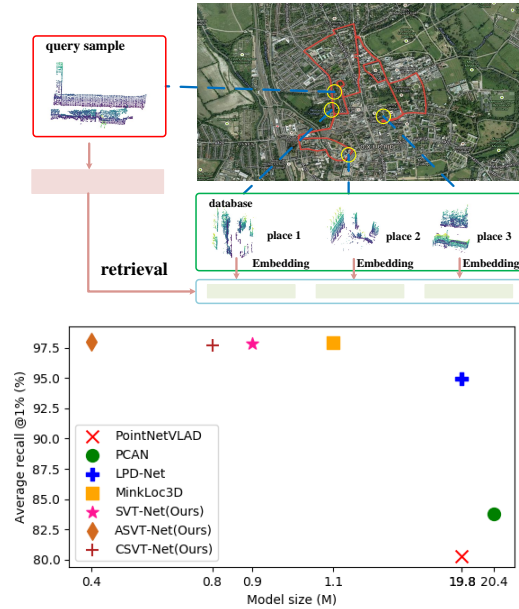 query sample
database
place 1
place 2
place 3
Embedding
Embedding
Embedding
retrieval
97.5
95.0
92.5
90.0
87.5
85.0
82.5
80.0
Average recall @1% (%)
PointNetVLAD
PCAN
LPD-Net
MinkLoc3D
SVT-Net(Ours)
ASVT-Net(Ours)
CSVT-Net(Ours)
0.4
0.8
0.9
1.1
19.8
20.4
Model size (M)